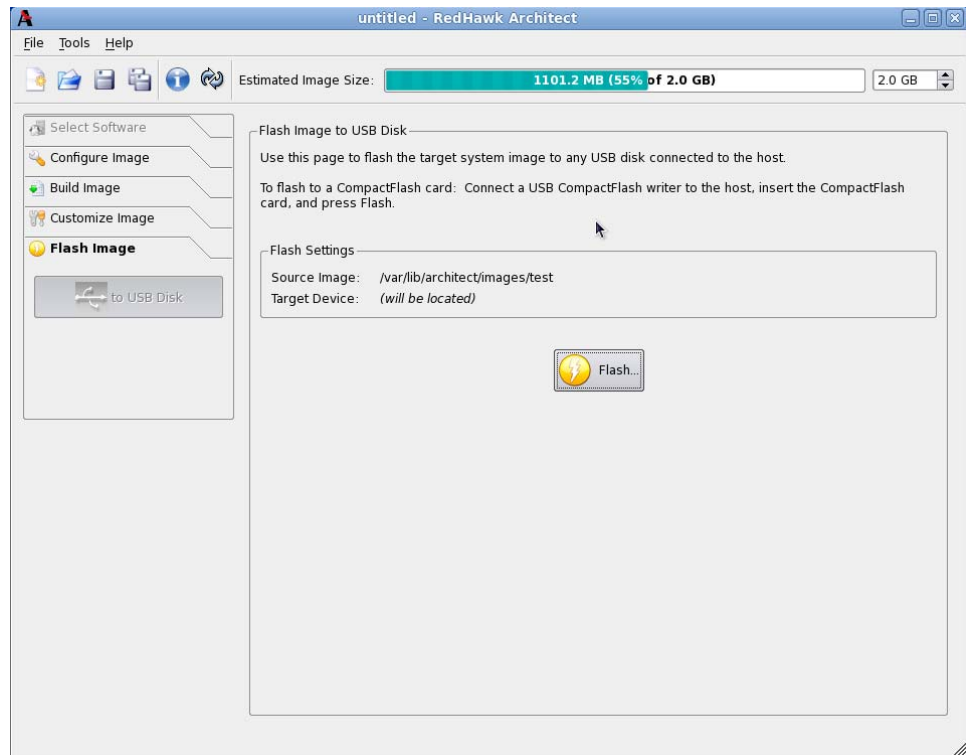 untitled - RedHawk Architect
File Tools Help
Estimated Image Size: 1101.2 MB (55% of 2.0 GB) 2.0 GB
Select Software
Configure Image
Build Image
Customize Image
Flash Image
to USB Disk
Flash Image to USB Disk
Use this page to flash the target system image to any USB disk connected to the host.
To flash to a CompactFlash card: Connect a USB CompactFlash writer to the host, insert the CompactFlash
card, and press Flash.
Flash Settings
Source Image: /var/lib/architect/images/test
Target Device: (will be located)
Flash...